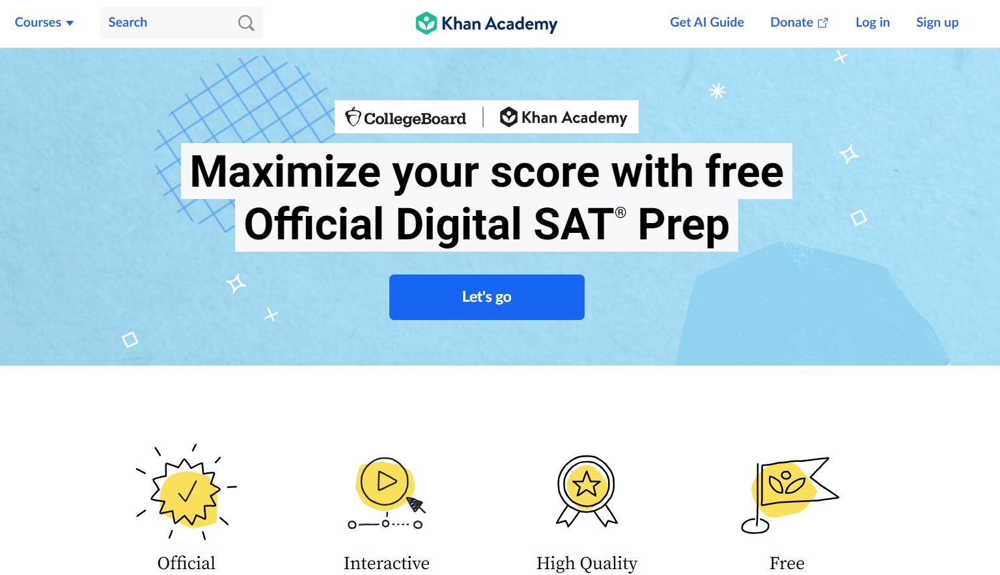 Courses
Search
Khan Academy
Get AI Guide
Donate
Log in
Sign up
CollegeBoard | Khan Academy
Maximize your score with free
Official Digital SAT® Prep
Let's go
Official
Interactive
High Quality
Free